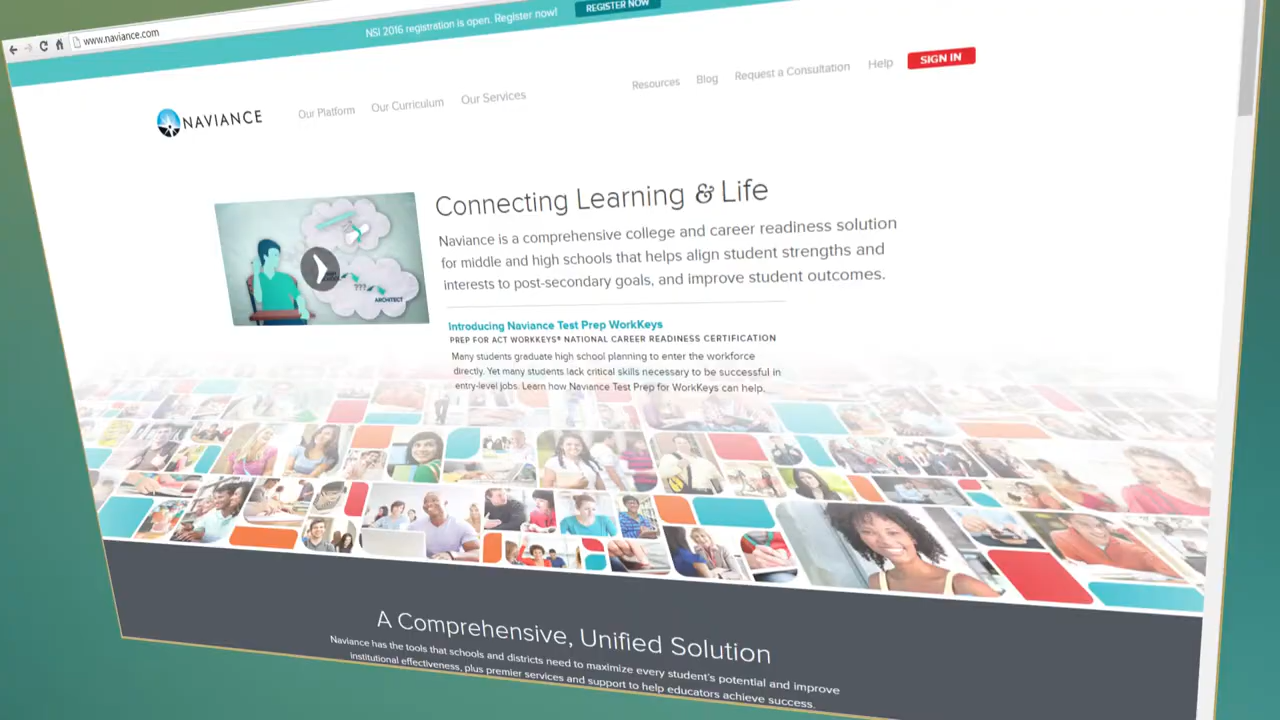 NSI 2016 registration is open. Register now!
REGISTER NOW
www.naviance.com
NAVIANCE
Our Platform
Our Curriculum
Our Services
Resources
Blog
Request a Consultation
Help
SIGN IN
Connecting Learning & Life
Naviance is a comprehensive college and career readiness solution
for middle and high schools that helps align student strengths and
interests to post-secondary goals, and improve student outcomes.
???
ARCHITECT
Introducing Naviance Test Prep WorkKeys
PREP FOR ACT WORKKEYS® NATIONAL CAREER READINESS CERTIFICATION
Many students graduate high school planning to enter the workforce
directly. Yet many students lack critical skills necessary to be successful in
entry-level jobs. Learn how Naviance Test Prep for WorkKeys can help.
A Comprehensive, Unified Solution
Naviance has the tools that schools and districts need to maximize every student's potential and improve
institutional effectiveness, plus premier services and support to help educators achieve success.